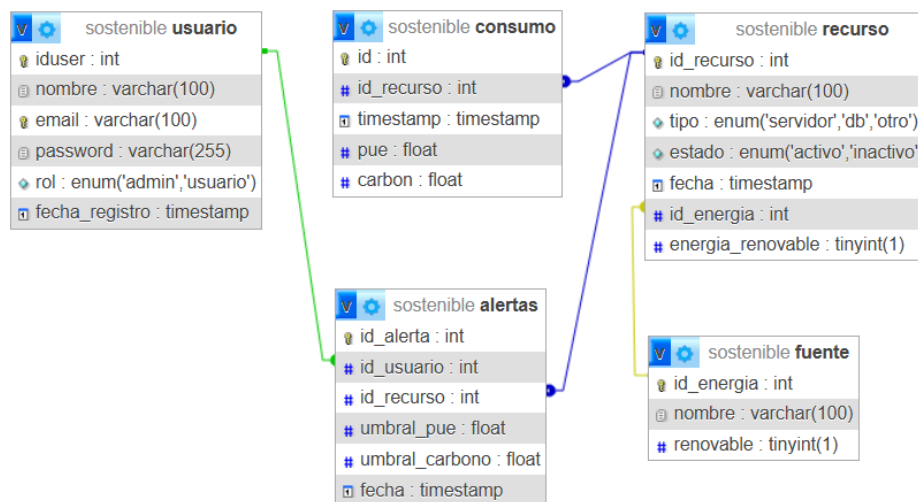 V sostenible usuario
iduser : int
nombre : varchar(100)
email : varchar(100)
password : varchar(255)
# rol : enum('admin','usuario')
fecha_registro : timestamp
V sostenible consumo
id : int
# id_recurso : int
timestamp : timestamp
# pue : float
# carbon : float
V sostenible recurso
id_recurso : int
nombre : varchar(100)
tipo : enum('servidor','db','otro')
estado : enum('activo','inactivo')
fecha : timestamp
# id_energia : int
# energia_renovable : tinyint(1)
V sostenible alertas
id_alerta : int
# id_usuario : int
# id_recurso : int
# umbral_pue : float
# umbral_carbono : float
fecha : timestamp
V sostenible fuente
id_energia : int
nombre : varchar(100)
# renovable : tinyint(1)